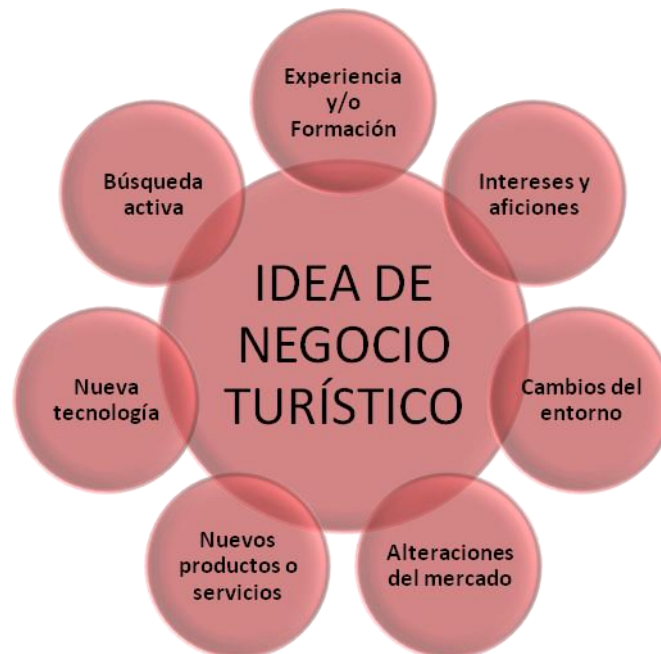 Experiencia
y/o
Formación
Intereses y
aficiones
Cambios del
entorno
Alteraciones
del mercado
Nuevos
productos o
servicios
Nueva
tecnología
Búsqueda
activa
IDEA DE
NEGOCIO
TURÍSTICO